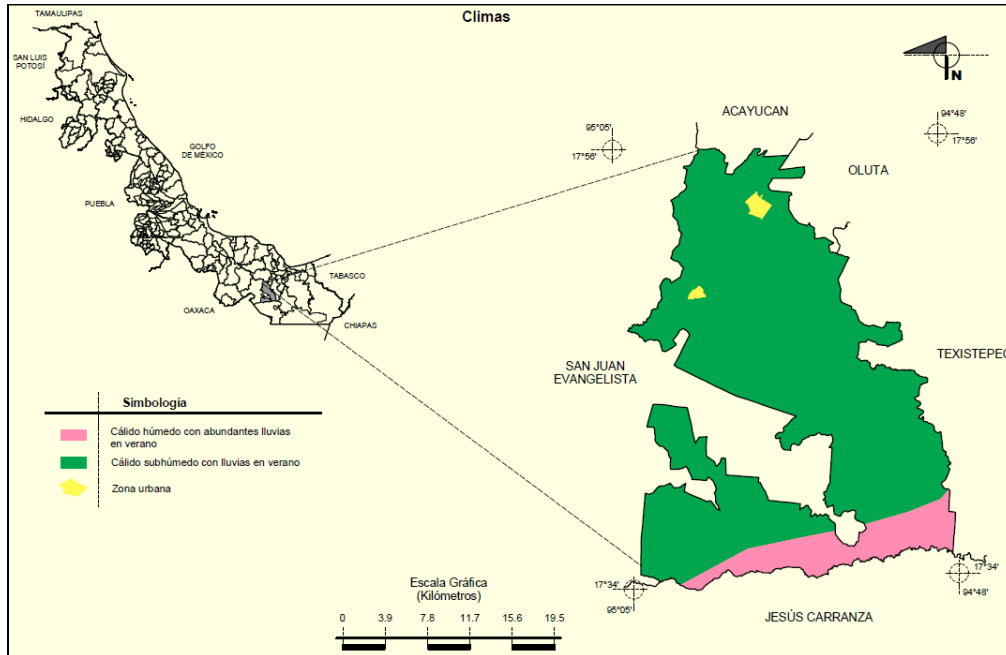 Climas
TAMAULIPAS
SAN LUIS
POTOSÍ
HIDALGO
GOLFO
DE MÉXICO
PUEBLA
TABASCO
OAXACA
CHIAPAS
N
ACAYUCAN
95°05'
17°56'
94°48'
17°56'
OLUTA
TEXISTEPEC
SAN JUAN
EVANGELISTA
Simbología
Cálido húmedo con abundantes lluvias
en verano
Cálido subhúmedo con lluvias en verano
Zona urbana
17°34'
95°05'
17°34'
94°48'
JESÚS CARRANZA
Escala Gráfica
(Kilómetros)
0 3.9 7.8 11.7 15.6 19.5